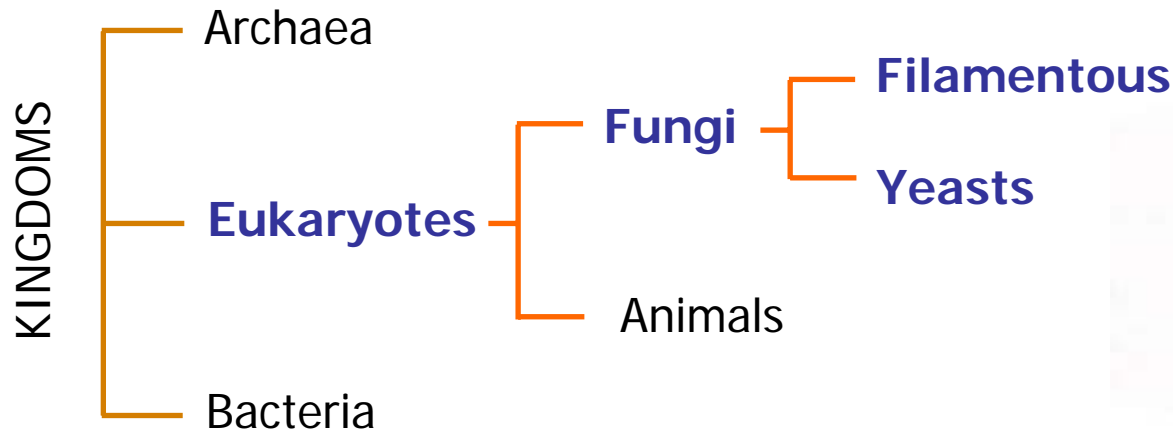 KINGDOMS
Archaea
Eukaryotes
Bacteria
Fungi
Animals
Filamentous
Yeasts